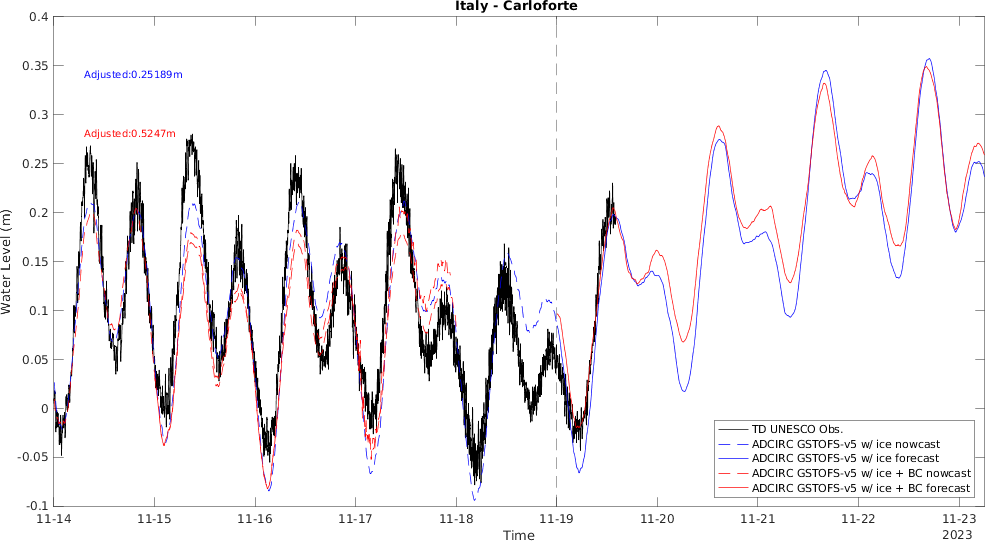 Italy - Carloforte
0.4
0.35
0.3
0.25
0.2
0.15
0.1
0.05
0
-0.05
-0.1
Water Level (m)
Adjusted:0.25189m
Adjusted:0.5247m
TD UNESCO Obs.
ADCIRC GSTOFS-v5 w/ ice nowcast
ADCIRC GSTOFS-v5 w/ ice forecast
ADCIRC GSTOFS-v5 w/ ice + BC nowcast
ADCIRC GSTOFS-v5 w/ ice + BC forecast
11-14 11-15 11-16 11-17 11-18 11-19 11-20 11-21 11-22 11-23
Time
2023